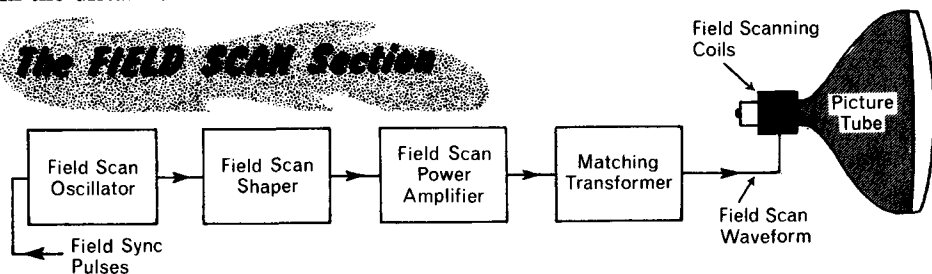 The FIELD SCAN Section
Field Scanning
Coils
Picture
Tube
Field Scan
Oscillator
Field Scan
Shaper
Field Scan
Power
Amplifier
Matching
Transformer
Field Scan
Waveform
Field Sync
Pulses